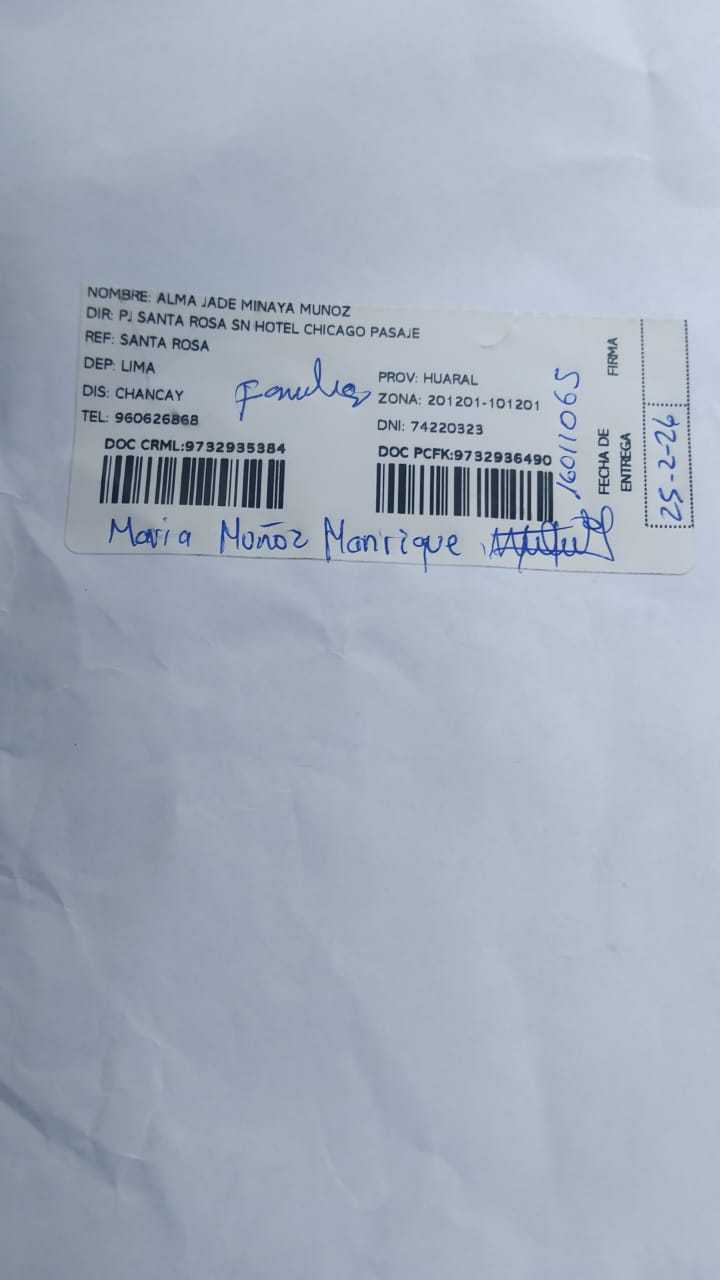 NOMBRE: ALMA JADE MINAYA MUNOZ
DIR: PJ SANTA ROSA SN HOTEL CHICAGO PASAJE
REF: SANTA ROSA
DEP: LIMA
PROV: HUARAL
DIS: CHANCAY
ZONA: 201201-101201
TEL: 960626868
DNI: 74220323
DOC CRML:9732935384
DOC PCFK:9732936490
Maria Muñoz Manrique
16011065
FECHA DE
ENTREGA
FIRMA
25-2-26